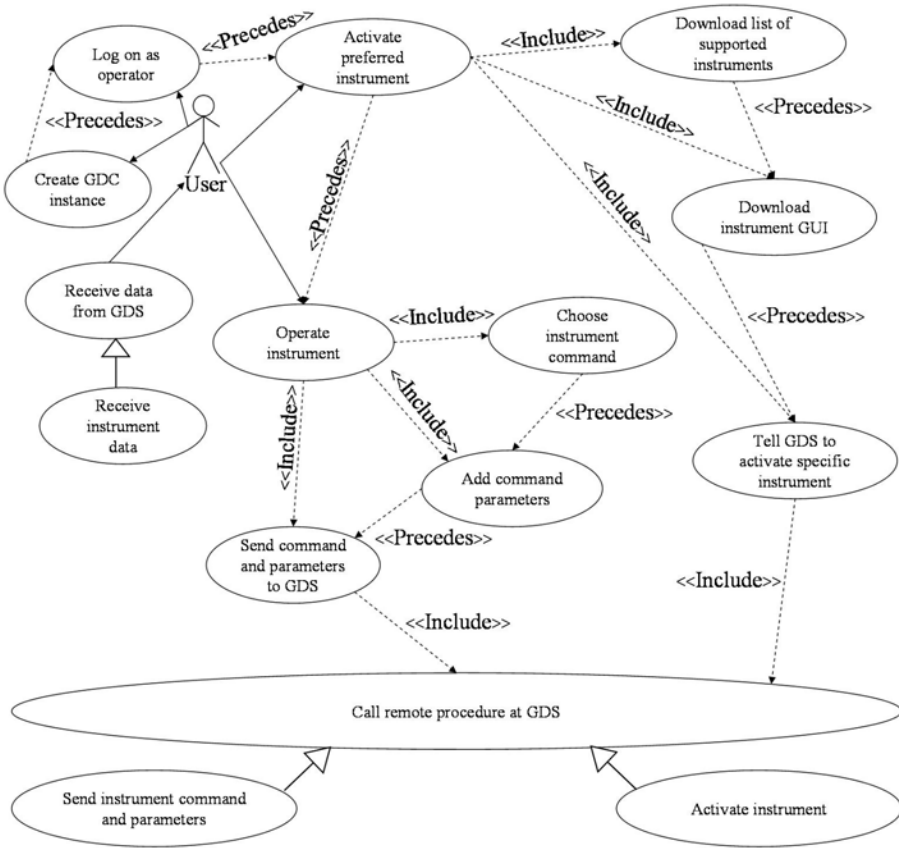 Log on as
operator
<<Precedes>>
Activate
preferred
instrument
<<Include>>
Download list of
supported
instruments
<<Precedes>>
<<Include>>
<<Precedes>>
Create GDC
instance
User
<<Precedes>>
<<Include>>
Download
instrument GUI
Receive data
from GDS
Operate
instrument
<<Include>>
Choose
instrument
command
<<Precedes>>
Receive
instrument
data
<<Include>>
<<Include>>
<<Precedes>>
Tell GDS to
activate specific
instrument
Add command
parameters
<<Precedes>>
Send command
and parameters
to GDS
<<Include>>
<<Include>>
Call remote procedure at GDS
Send instrument command
and parameters
Activate instrument